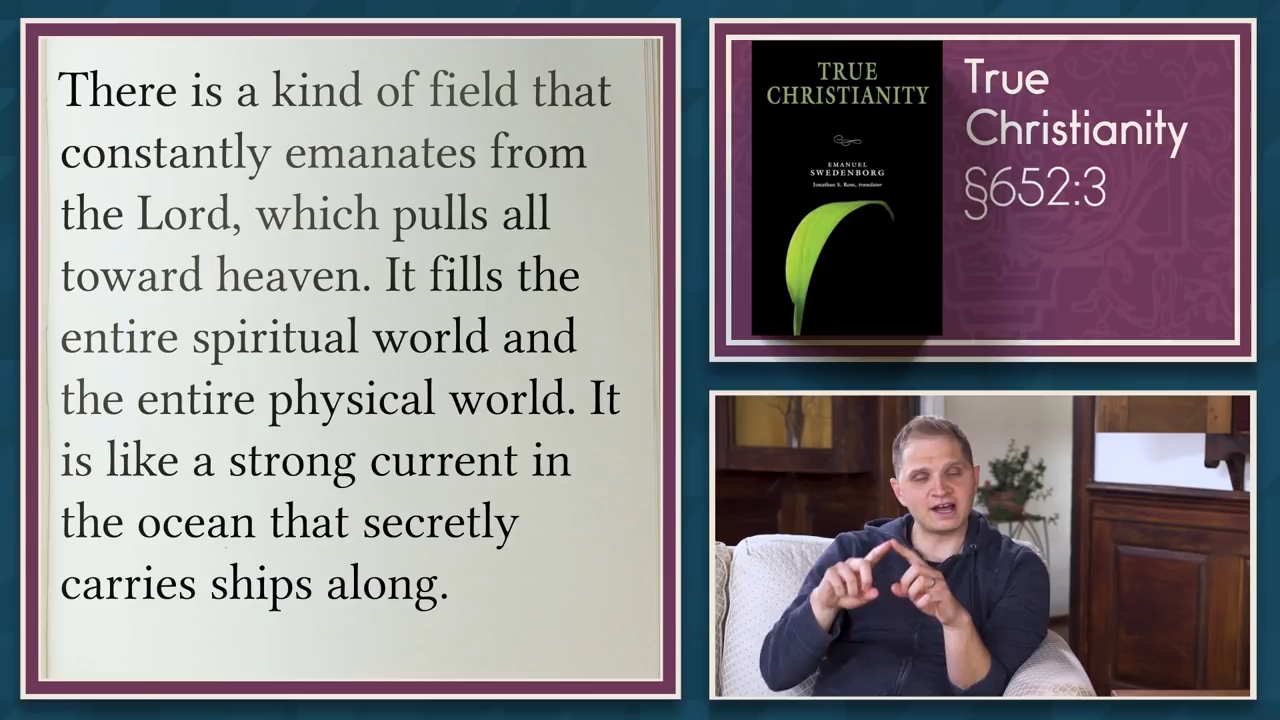 There is a kind of field that
constantly emanates from
the Lord, which pulls all
toward heaven. It fills the
entire spiritual world and
the entire physical world. It
is like a strong current in
the ocean that secretly
carries ships along.
TRUE
CHRISTIANITY
EMANUEL
SWEDENBORG
Jonathan S. Rose, translator
True
Christianity
§652:3